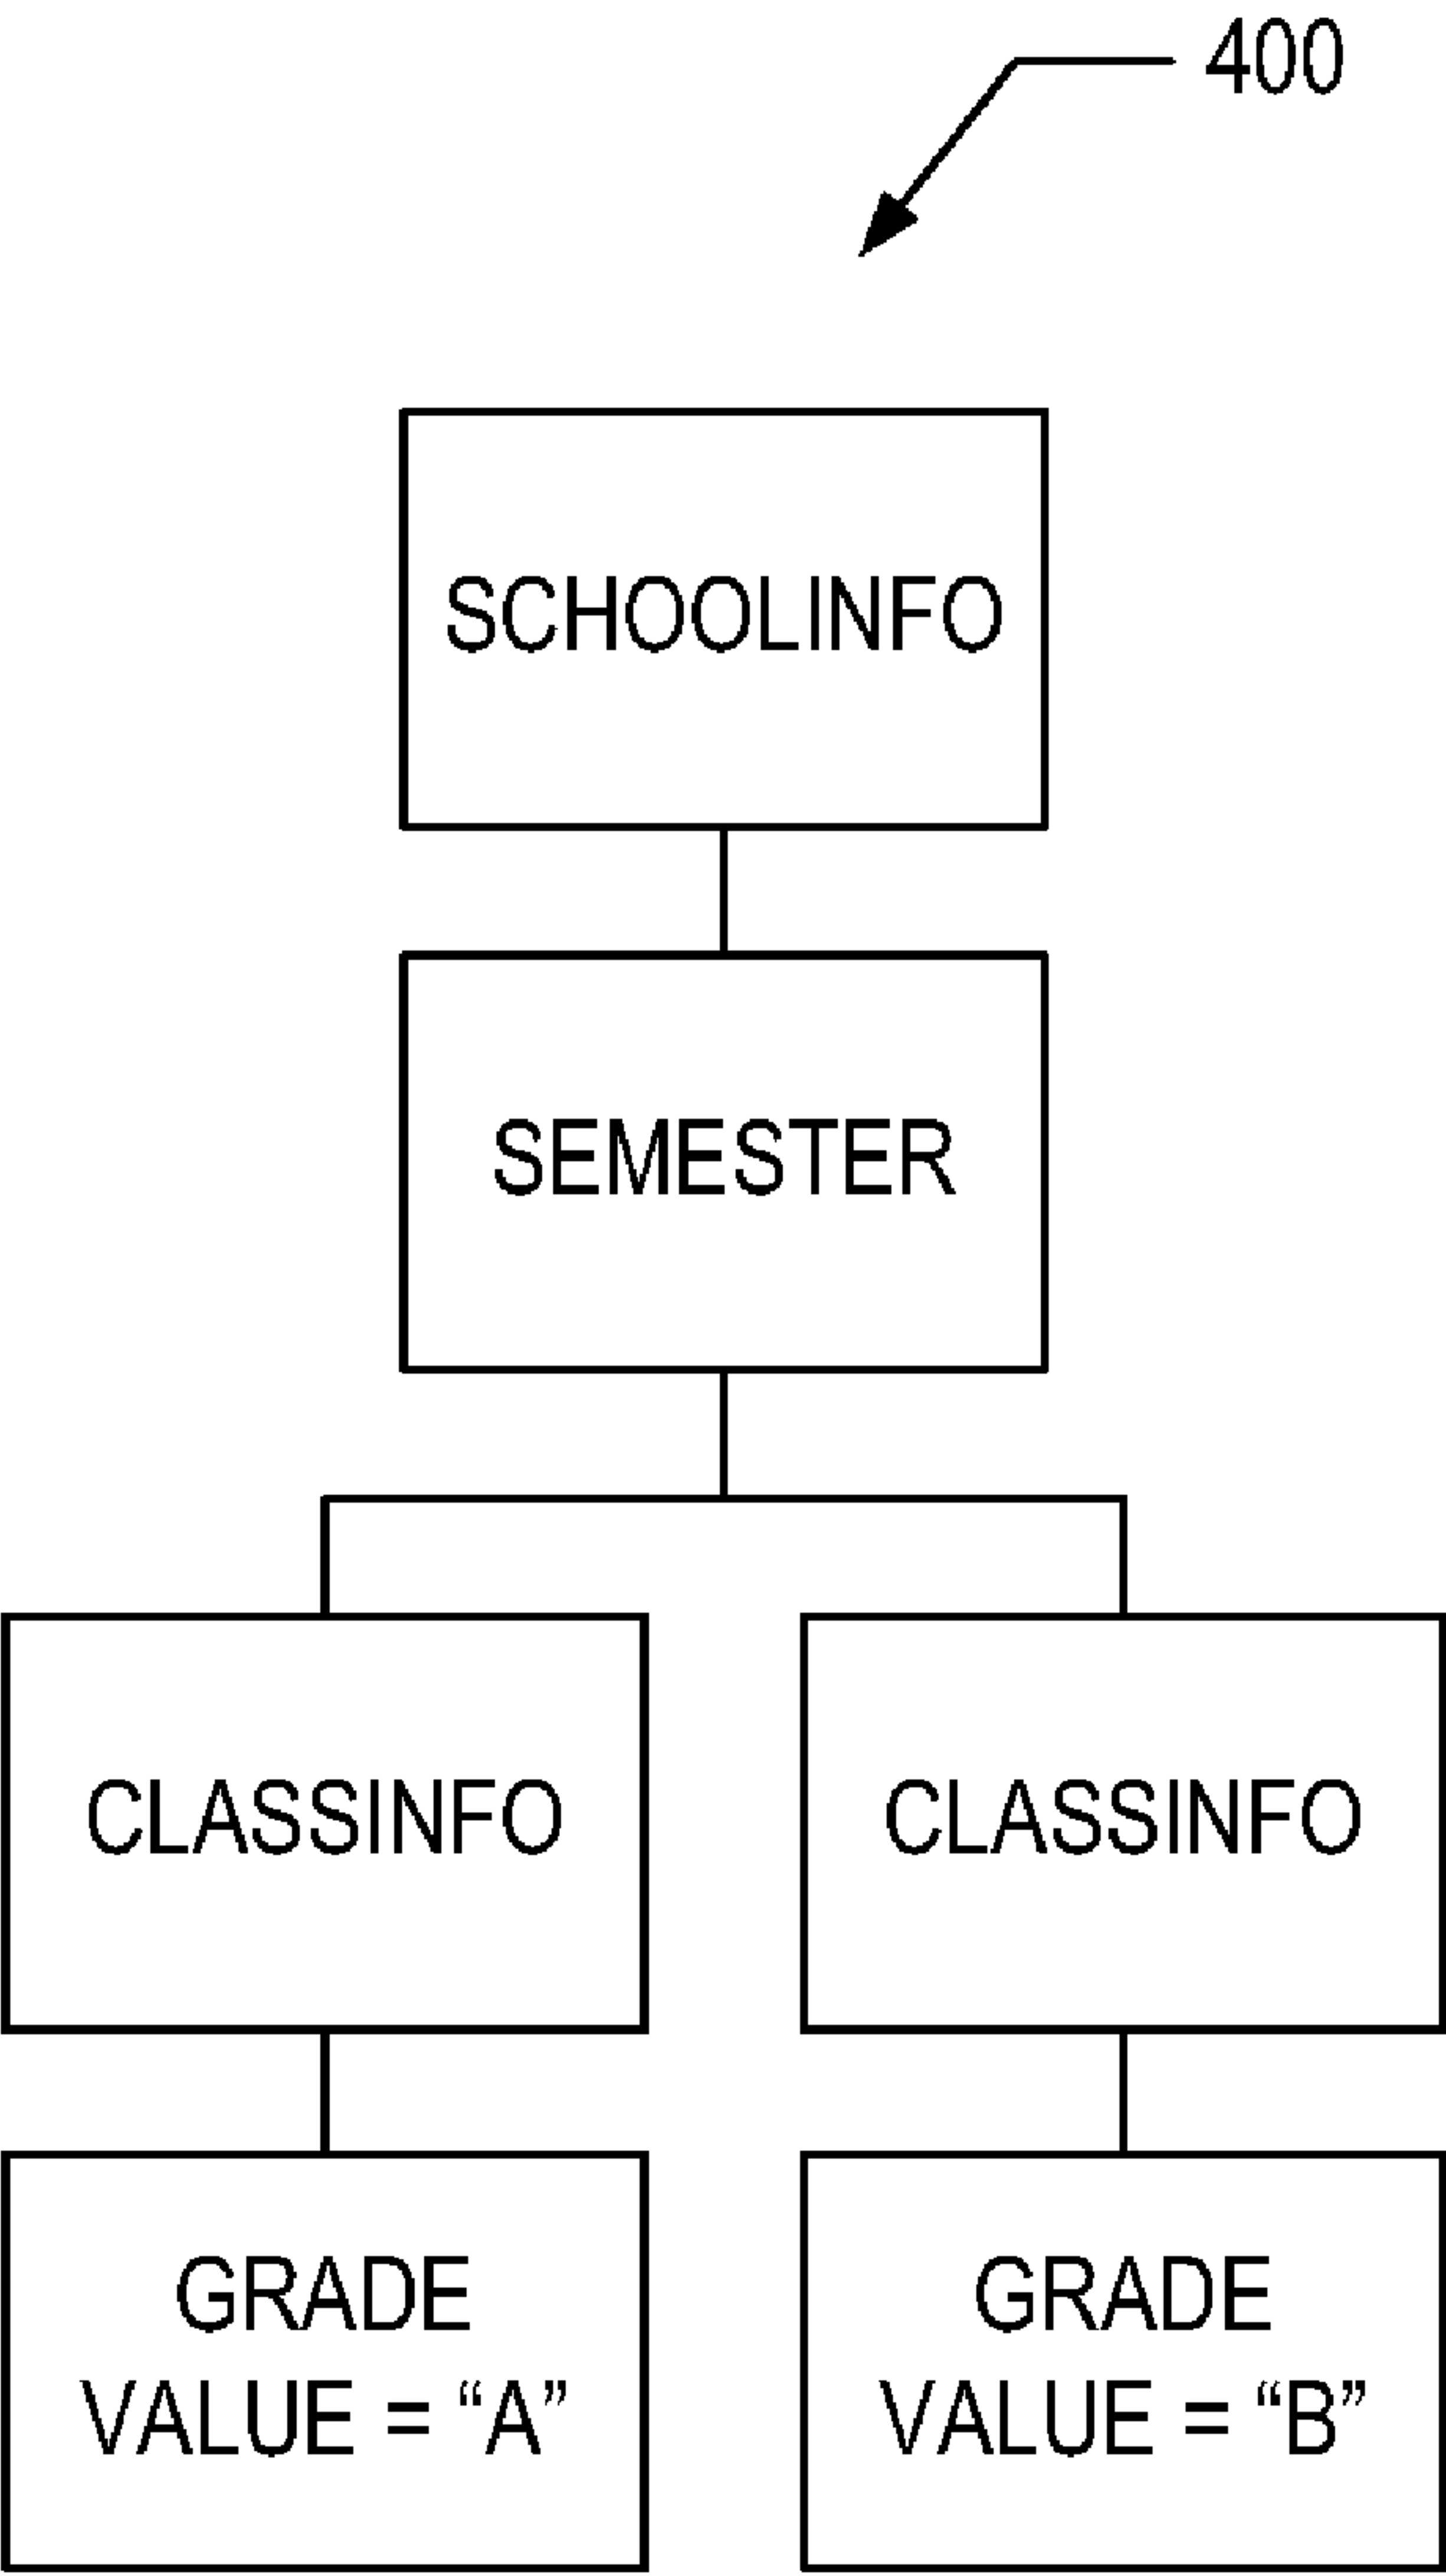 400
SCHOOLINFO
SEMESTER
CLASSINFO
CLASSINFO
GRADE
VALUE = “A”
GRADE
VALUE = “B”